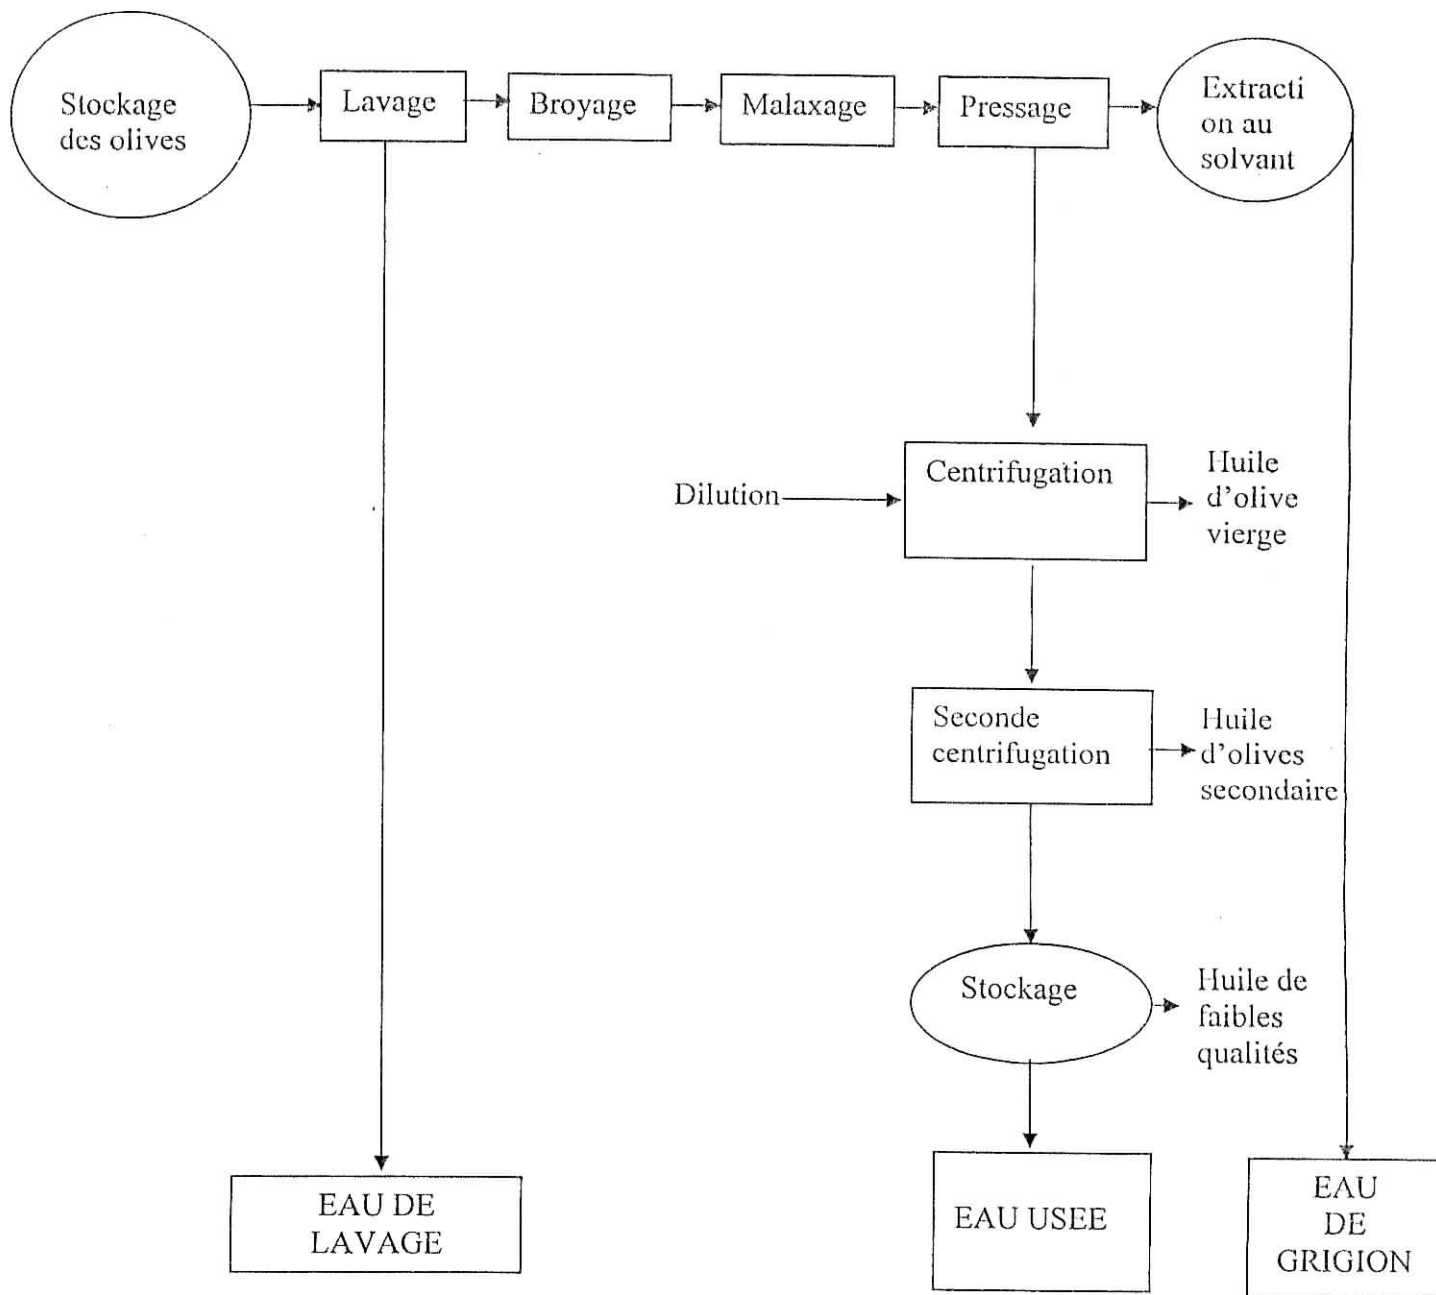 Stockage
des olives
Lavage
Broyage
Malaxage
Pressage
Extracti
on au
solvant
Dilution
Centrifugation
Huile
d'olive
vierge
Seconde
centrifugation
Huile
d'olives
secondaire
Stockage
Huile de
faibles
qualités
EAU DE
LAVAGE
EAU USEE
EAU
DE
GRIGION